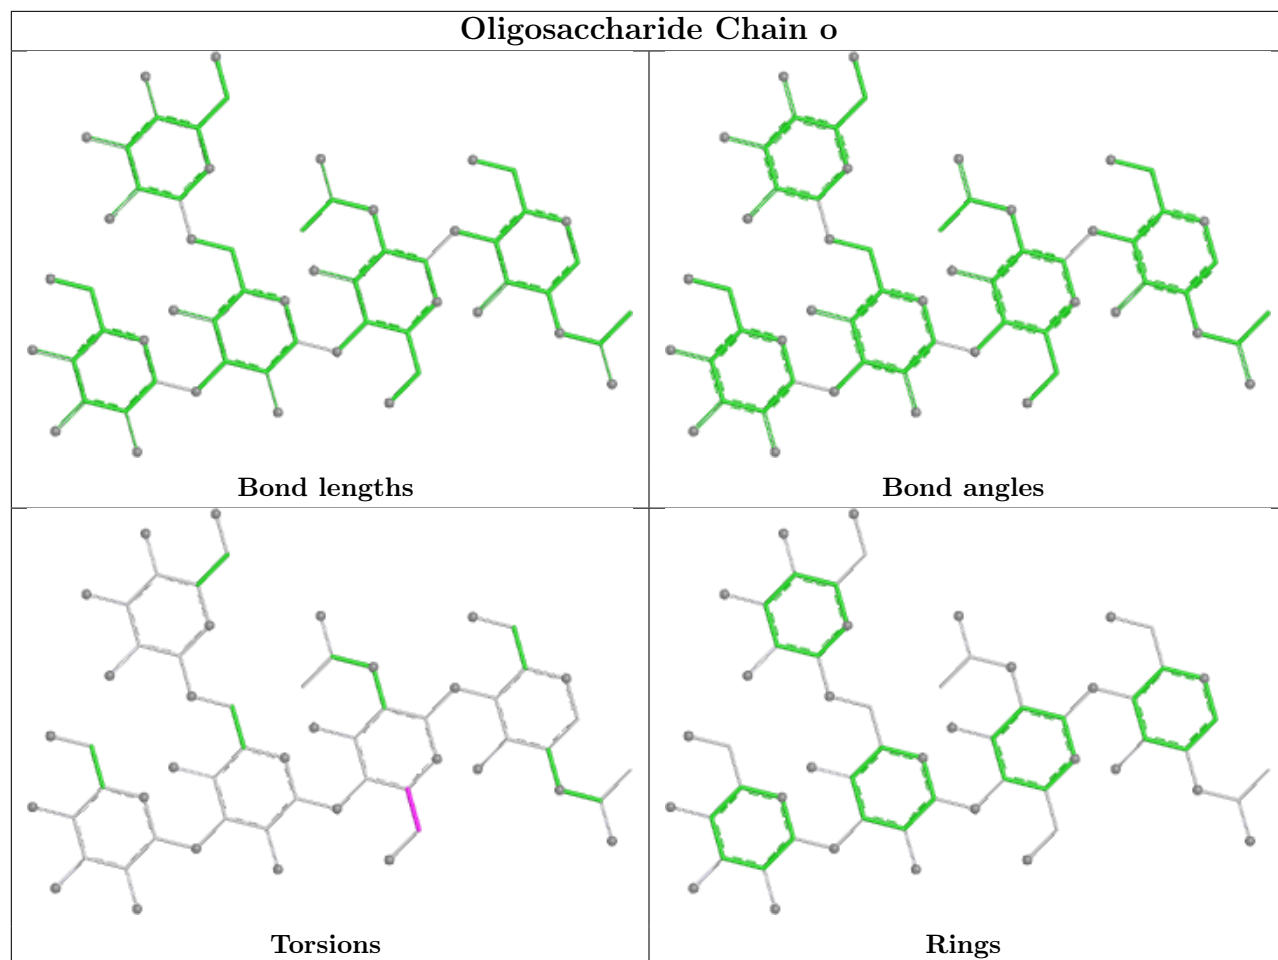 Oligosaccharide Chain o
Bond lengths
Bond angles
Torsions
Rings